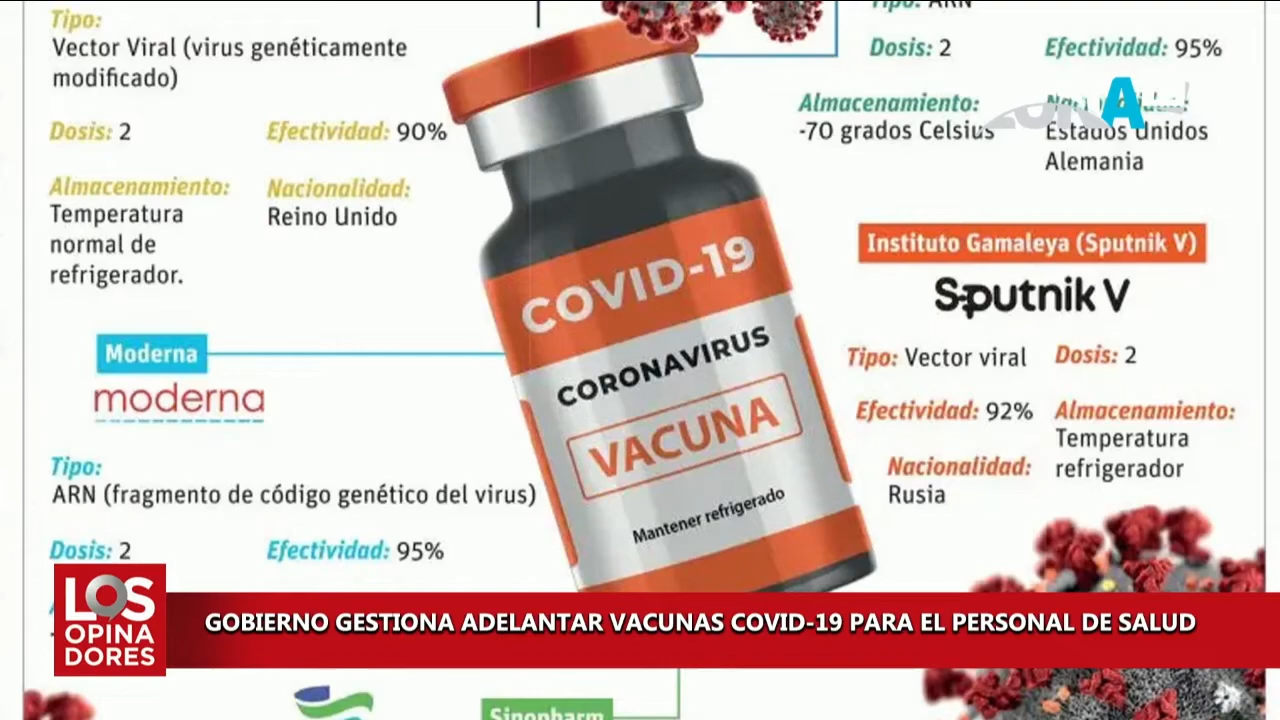 Tipo:
Vector Viral (virus genéticamente
modificado)
Dosis: 2
Efectividad: 90%
Almacenamiento:
Temperatura
normal de
refrigerador.
Nacionalidad:
Reino Unido
Moderna
moderna
Tipo:
ARN (fragmento de código genético del virus)
Dosis: 2
Efectividad: 95%
COVID-19
CORONAVIRUS
VACUNA
Mantener refrigerado
Tipo: ARN
Dosis: 2
Efectividad: 95%
Almacenamiento:
-70 grados Celsius
Estados Unidos
Alemania
Instituto Gamaleya (Sputnik V)
Sputnik V
Tipo: Vector viral
Dosis: 2
Efectividad: 92%
Almacenamiento:
Temperatura
refrigerador
Nacionalidad:
Rusia
LOS
OPINA
DORES
GOBIERNO GESTIONA ADELANTAR VACUNAS COVID-19 PARA EL PERSONAL DE SALUD
Sinopharm